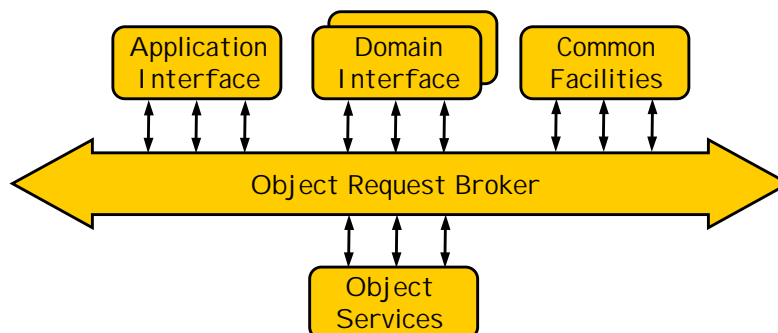 Application
Interface
Domain
Interface
Common
Facilities
Object Request Broker
Object
Services